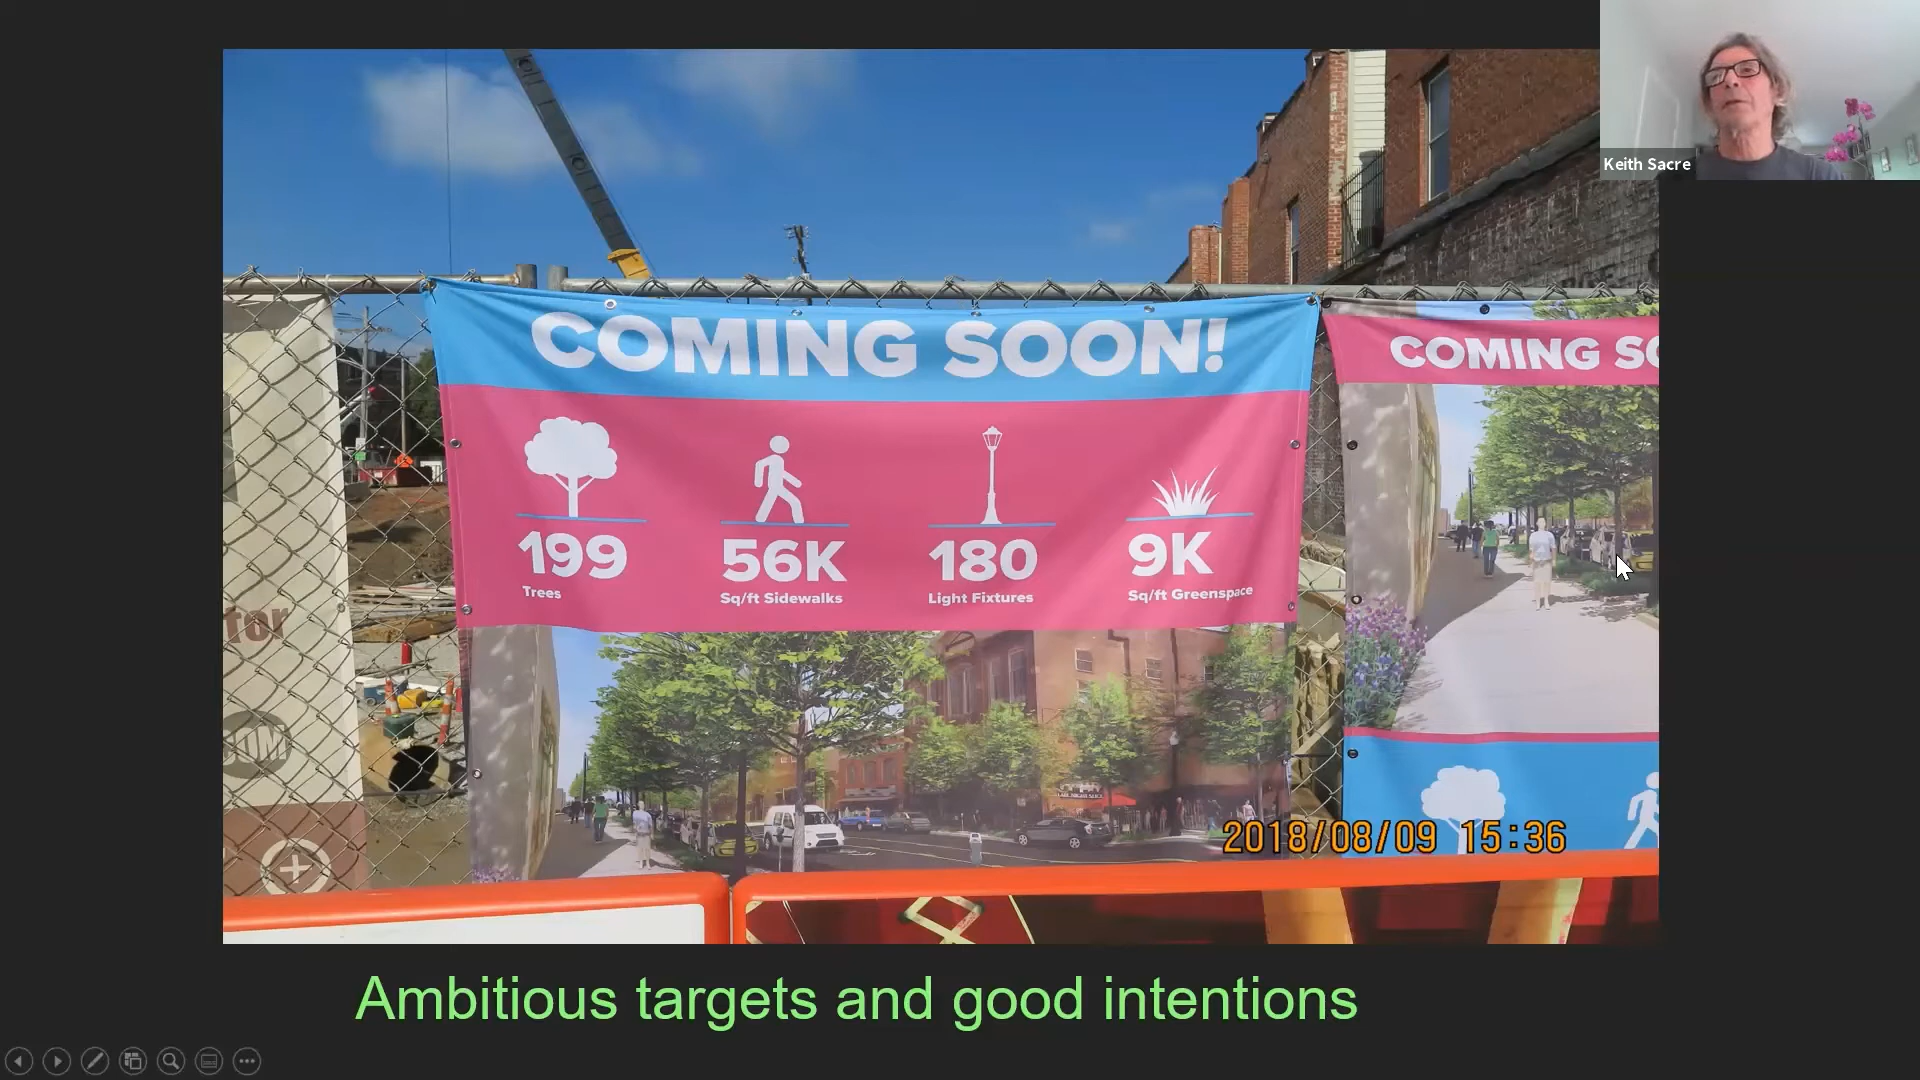 Keith Sacre
COMING SOON!
199
Trees
56K
Sq/ft Sidewalks
180
Light Fixtures
9K
Sq/ft Greenspace
COMING SO
for
2018/08/09 15:36
Ambitious targets and good intentions